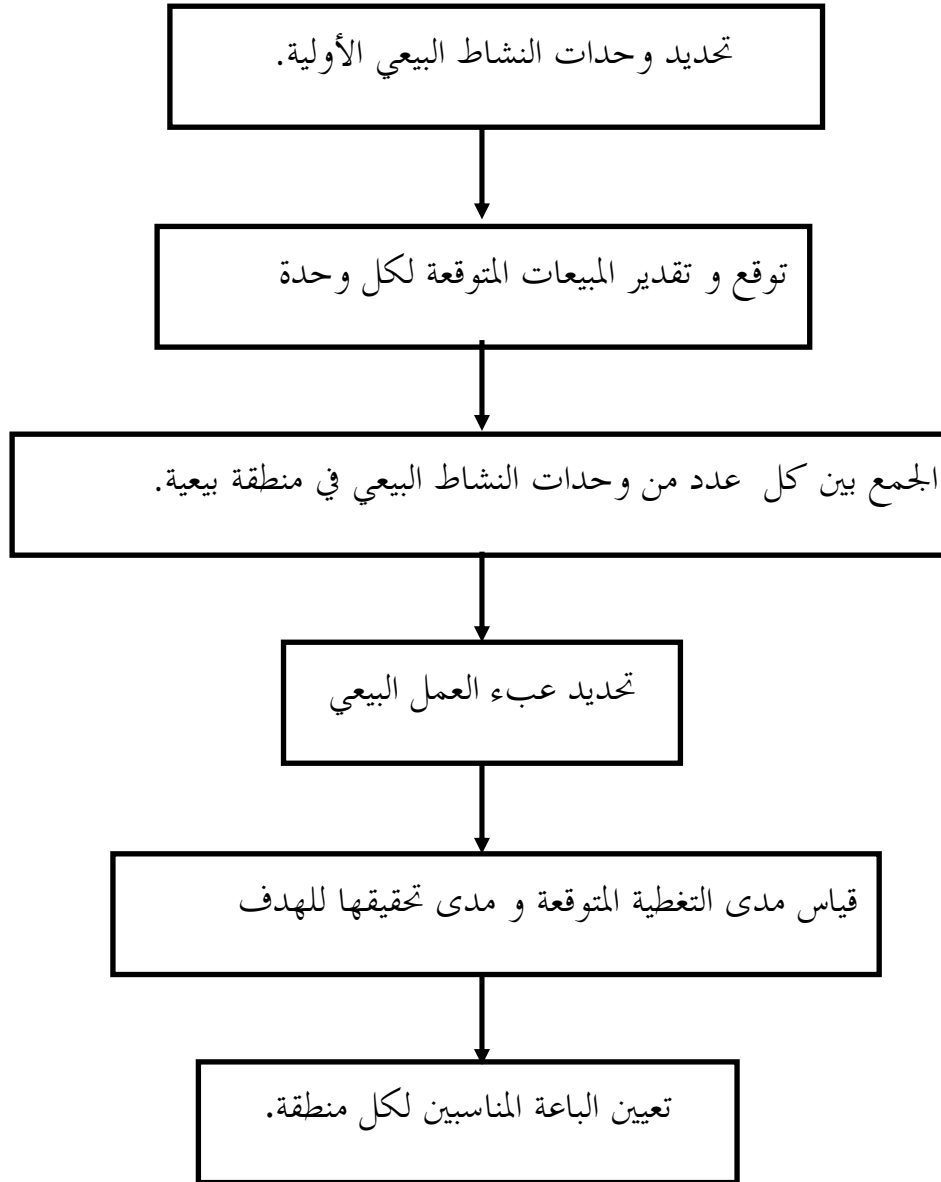 تحديد وحدات النشاط البيعي الأولية.
توقع و تقدير المبيعات المتوقعة لكل وحدة
الجمع بين كل عدد من وحدات النشاط البيعي في منطقة بيعية.
تحديد عبء العمل البيعي
قياس مدى التغطية المتوقعة و مدى تحقيقها للهدف
تعيين الباعة المناسبين لكل منطقة.